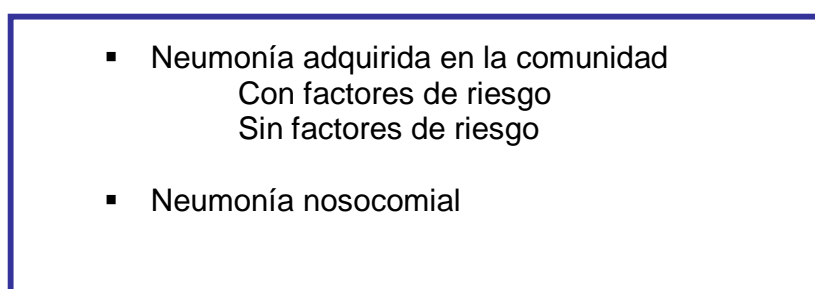 ▪ Neumonía adquirida en la comunidad
Con factores de riesgo
Sin factores de riesgo
▪ Neumonía nosocomial